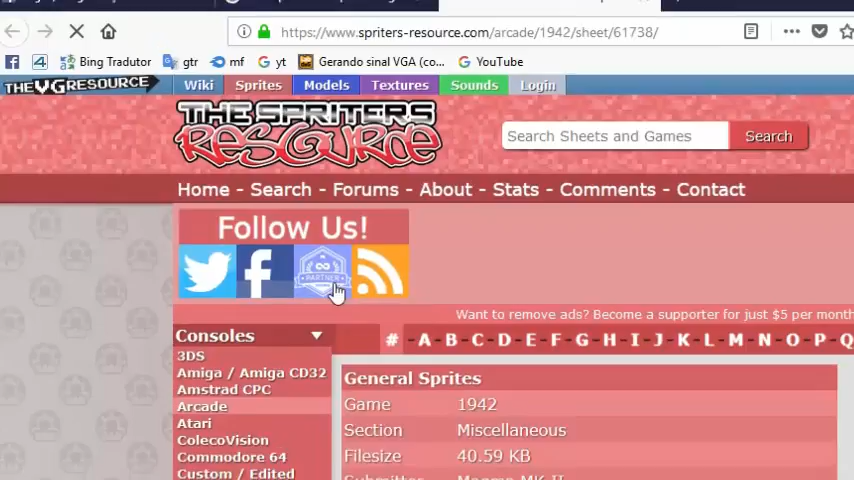 https://www.spriters-resource.com/arcade/1942/sheet/61738/
Bing Tradutor gtr mf yt Gerando sinal VGA (co... YouTube
THE VG RESOURCE Wiki Sprites Models Textures Sounds Login
THE SPRITERS
RESOURCE
Search Sheets and Games Search
Home - Search - Forums - About - Stats - Comments - Contact
Follow Us!
PARTNER
Want to remove ads? Become a supporter for just $5 per month
Consoles
# - A - B - C - D - E - F - G - H - I - J - K - L - M - N - O - P - Q
3DS
Amiga / Amiga CD32
Amstrad CPC
Arcade
Atari
ColecoVision
Commodore 64
Custom / Edited
General Sprites
Game 1942
Section Miscellaneous
Filesize 40.59 KB